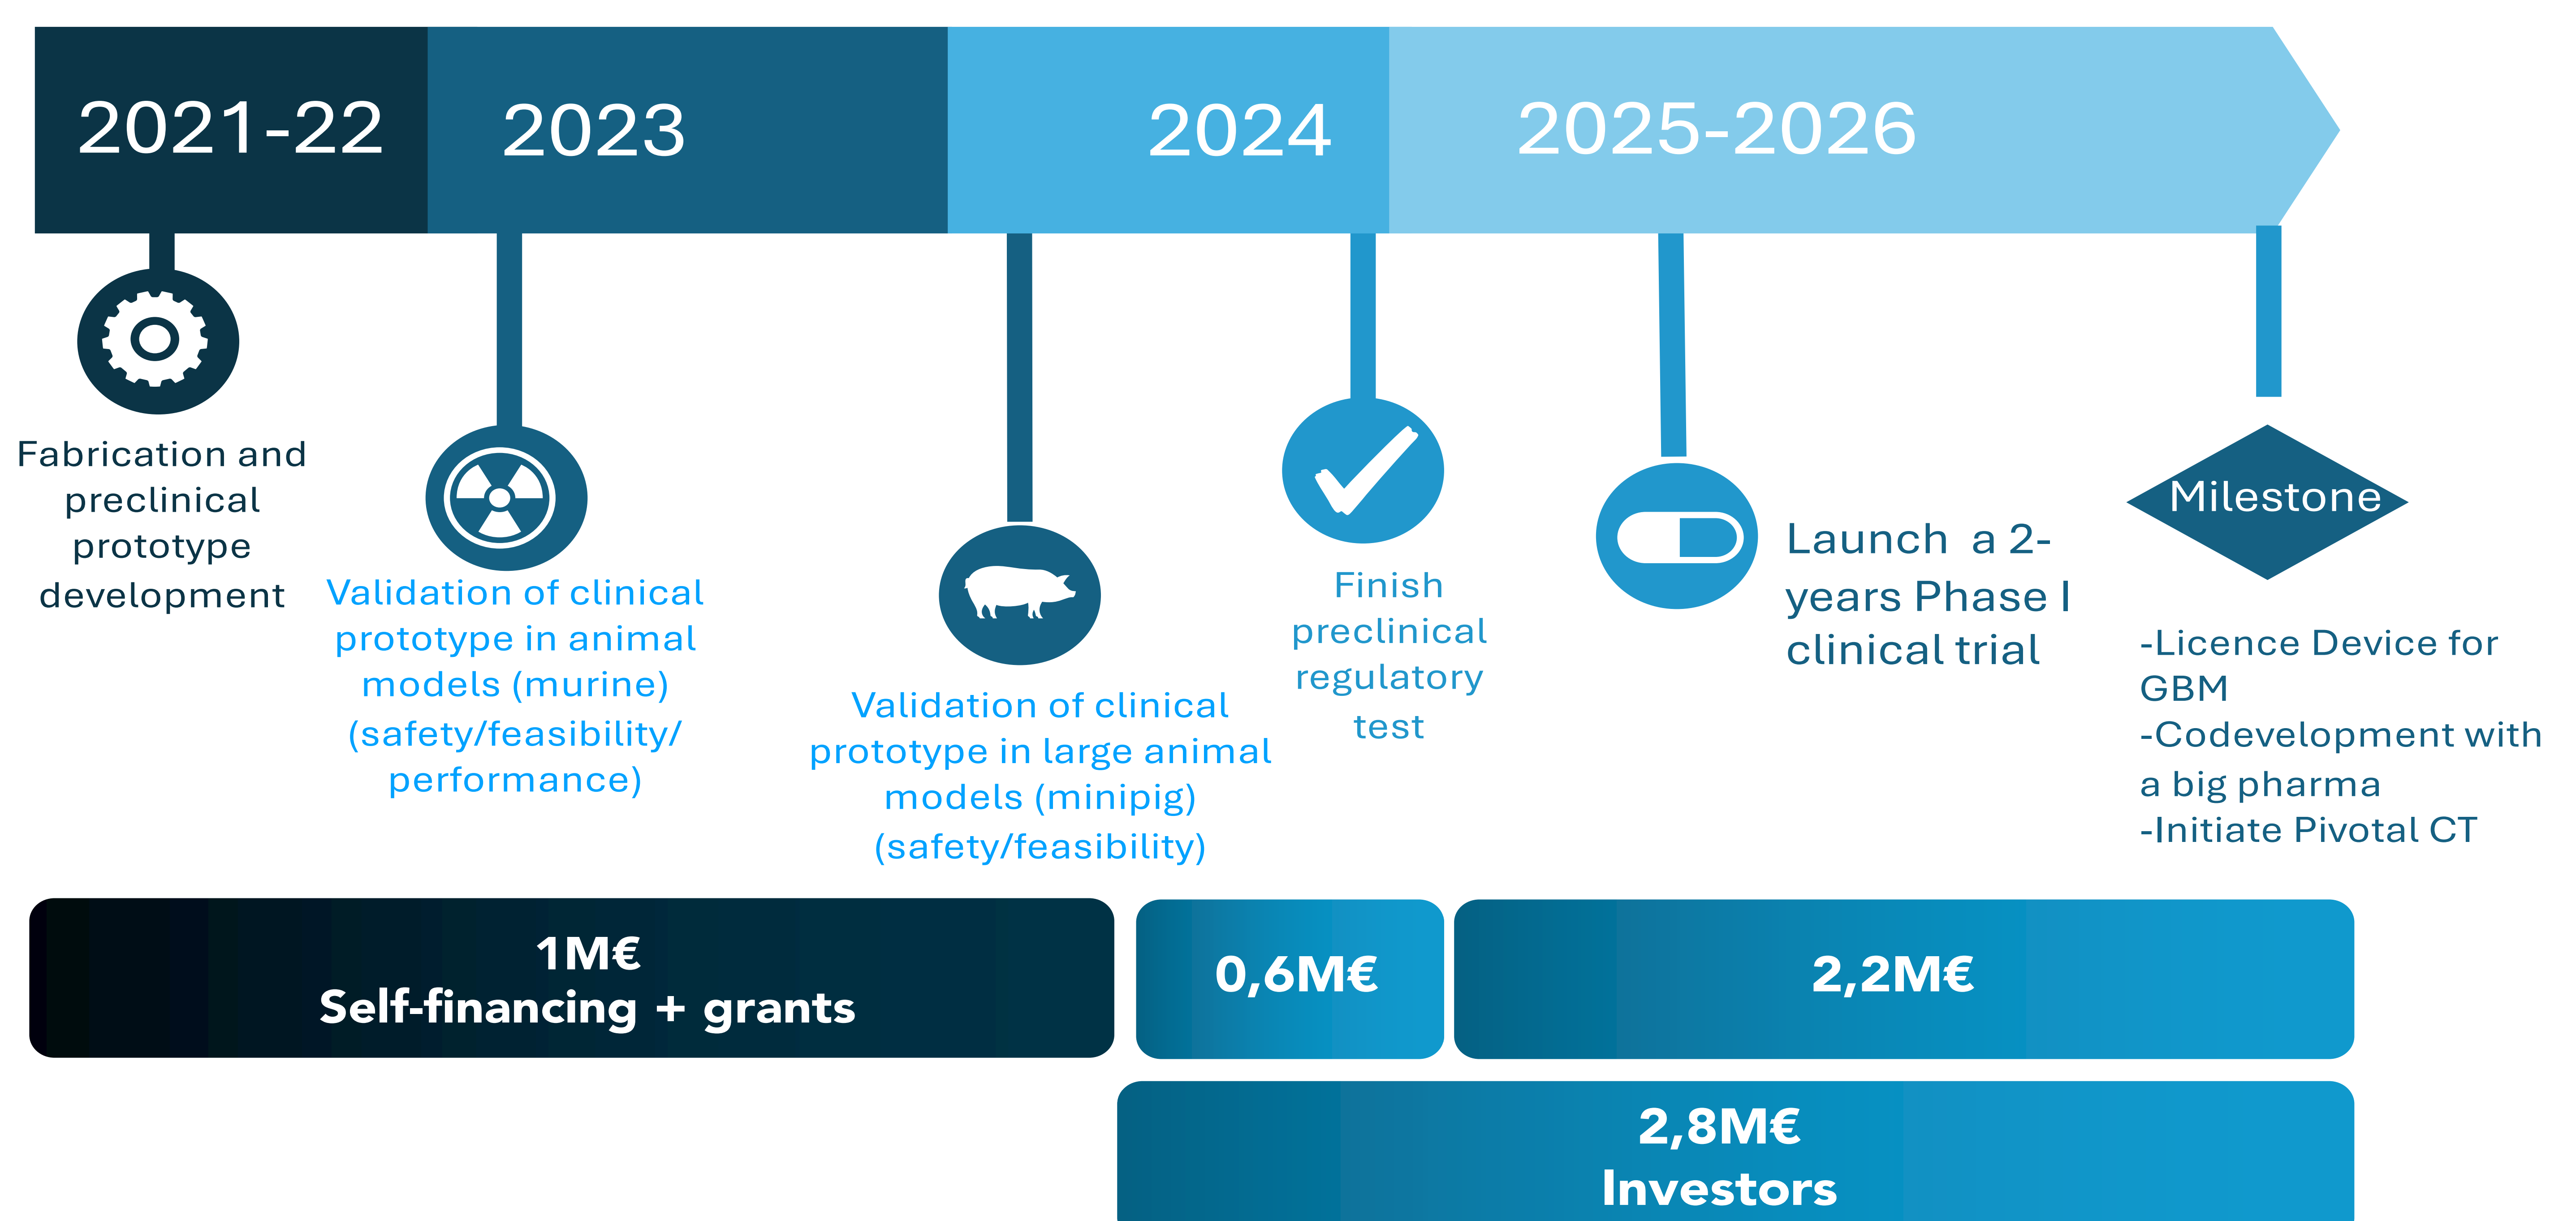 2021-22
2023
2024
2025-2026
Fabrication and
preclinical
prototype
development
Validation of clinical
prototype in animal
models (murine)
(safety/feasibility/
performance)
Validation of clinical
prototype in large animal
models (minipig)
(safety/feasibility)
Finish
preclinical
regulatory
test
Launch a 2-
years Phase I
clinical trial
Milestone
-Licence Device for
GBM
-Codevelopment with
a big pharma
-Initiate Pivotal CT
1M€
Self-financing + grants
0,6M€
2,2M€
2,8M€
Investors